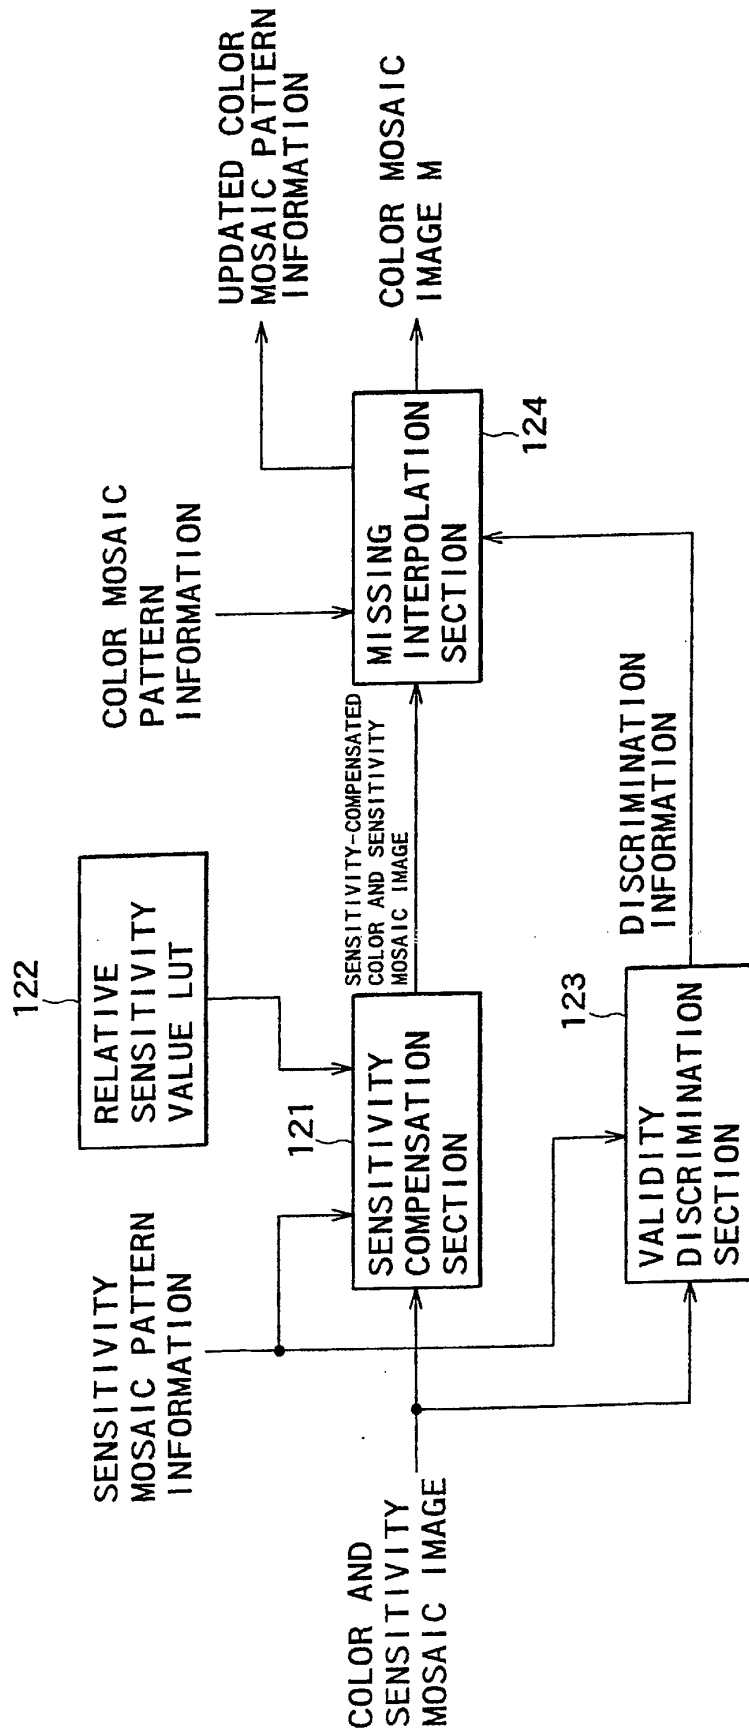 SENSITIVITY
MOSAIC PATTERN
INFORMATION
122
RELATIVE
SENSITIVITY
VALUE LUT
COLOR MOSAIC
PATTERN
INFORMATION
UPDATED COLOR
MOSAIC PATTERN
INFORMATION
COLOR AND
SENSITIVITY
MOSAIC IMAGE
121
SENSITIVITY
COMPENSATION
SECTION
SENSITIVITY-COMPENSATED
COLOR AND SENSITIVITY
MOSAIC IMAGE
MISSING
INTERPOLATION
SECTION
124
COLOR MOSAIC
IMAGE M
123
VALIDITY
DISCRIMINATION
SECTION
DISCRIMINATION
INFORMATION